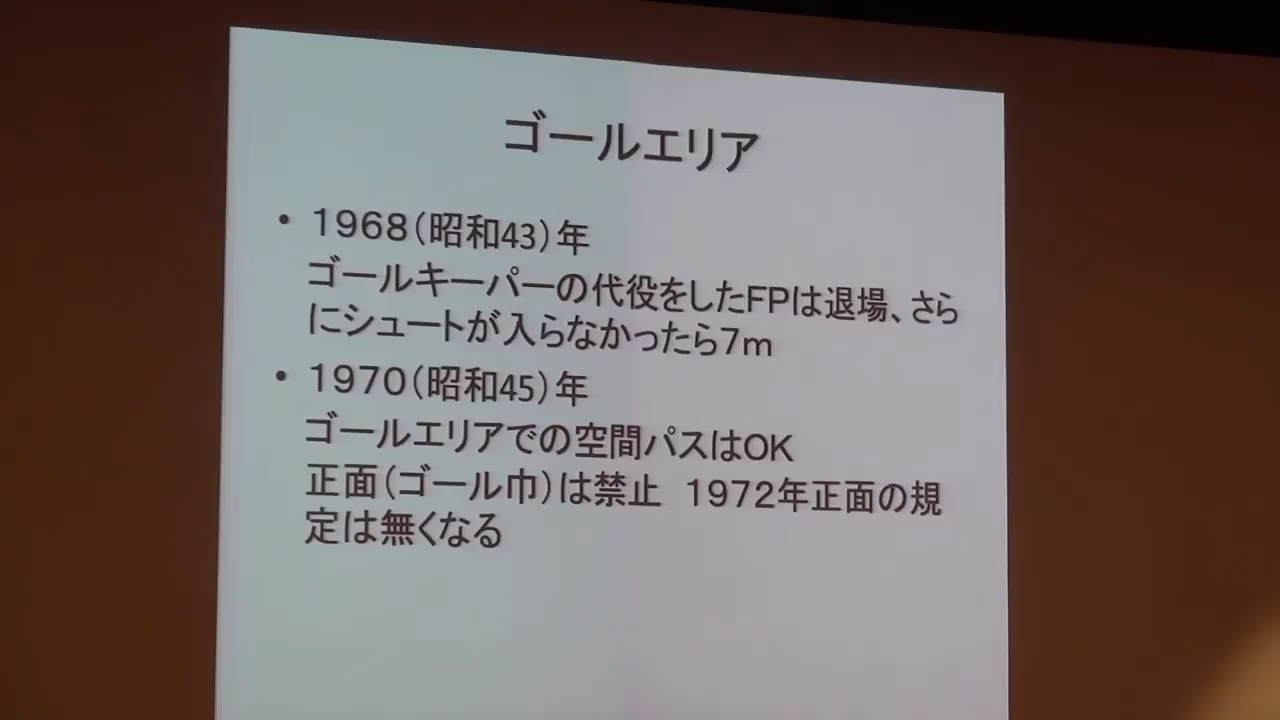 ゴールエリア
• 1968(昭和43)年
ゴールキーパーの代役をしたFPは退場、さら
にシュートが入らなかったら7m
• 1970(昭和45)年
ゴールエリアでの空間パスはOK
正面(ゴール巾)は禁止 1972年正面の規
定は無くなる